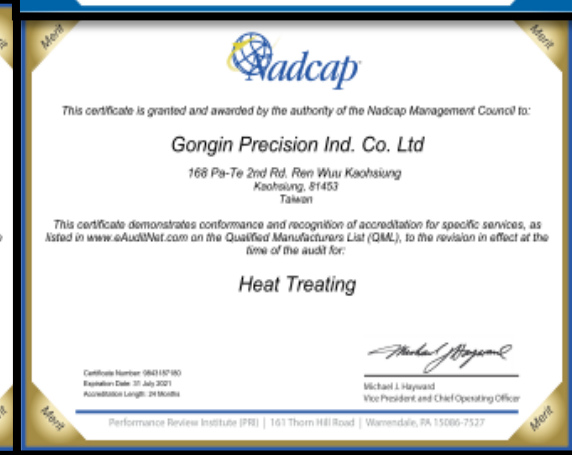 Merit
Merit
Nadcap
This certificate is granted and awarded by the authority of the Nadcap Management Council to:
Gongin Precision Ind. Co. Ltd
168 Pa-Te 2nd Rd. Ren Wuu Kaohsiung
Kaohsiung, 81453
Taiwan
This certificate demonstrates conformance and recognition of accreditation for specific services, as
listed in www.eAuditNet.com on the Qualified Manufacturers List (QML), to the revision in effect at the
time of the audit for:
Heat Treating
Certificate Number:
Expiration Date: 31 July 2021
Accreditation Length: 24 Months
Michael J. Hayward
Vice President and Chief Operating Officer
Performance Review Institute (PRI) | 161 Thorn Hill Road | Warrendale, PA 15086-7527
Merit
Merit